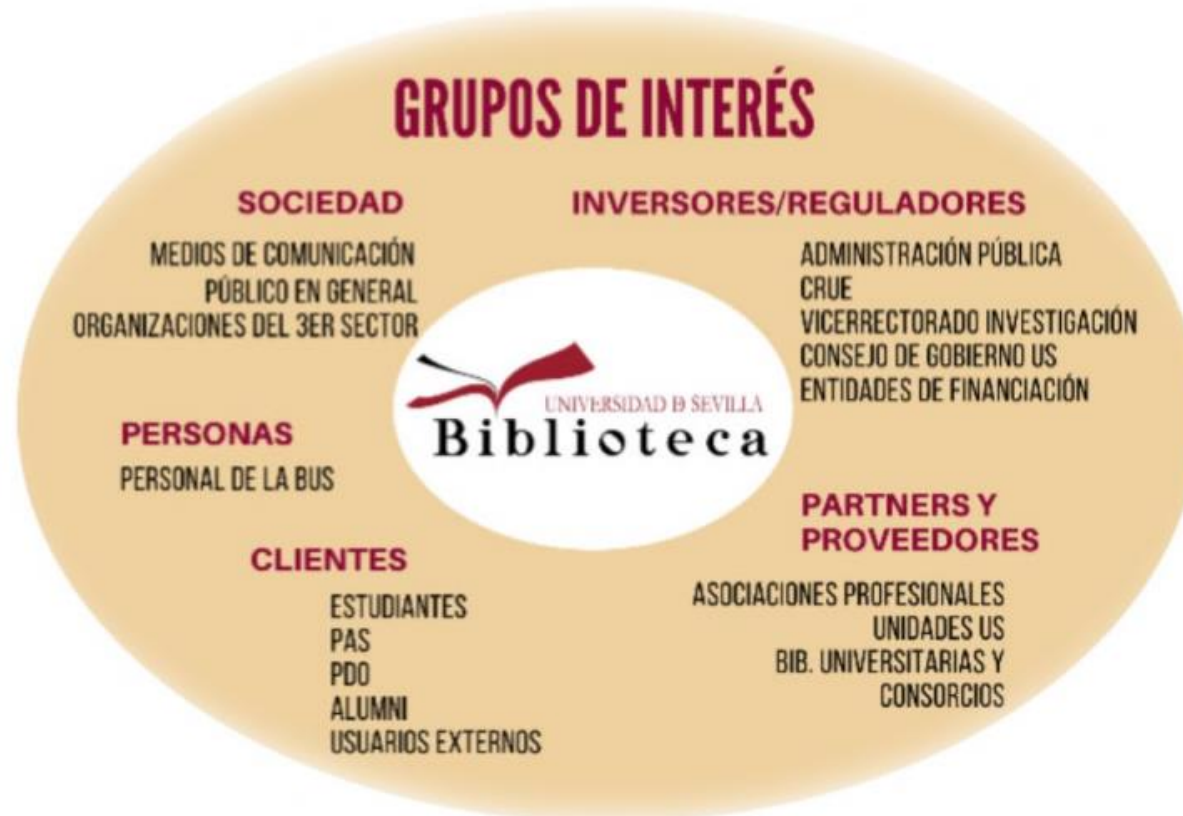 GRUPOS DE INTERÉS
SOCIEDAD
MEDIOS DE COMUNICACIÓN
PÚBLICO EN GENERAL
ORGANIZACIONES DEL 3ER SECTOR
INVERSORES/REGULADORES
ADMINISTRACIÓN PÚBLICA
CRUE
VICERRECTORADO INVESTIGACIÓN
CONSEJO DE GOBIERNO US
ENTIDADES DE FINANCIACIÓN
UNIVERSIDAD D SEVILLA
Biblioteca
PERSONAS
PERSONAL DE LA BUS
PARTNERS Y
PROVEEDORES
ASOCIACIONES PROFESIONALES
UNIDADES US
BIB. UNIVERSITARIAS Y
CONSORCIOS
CLIENTES
ESTUDIANTES
PAS
PDO
ALUMNI
USUARIOS EXTERNOS